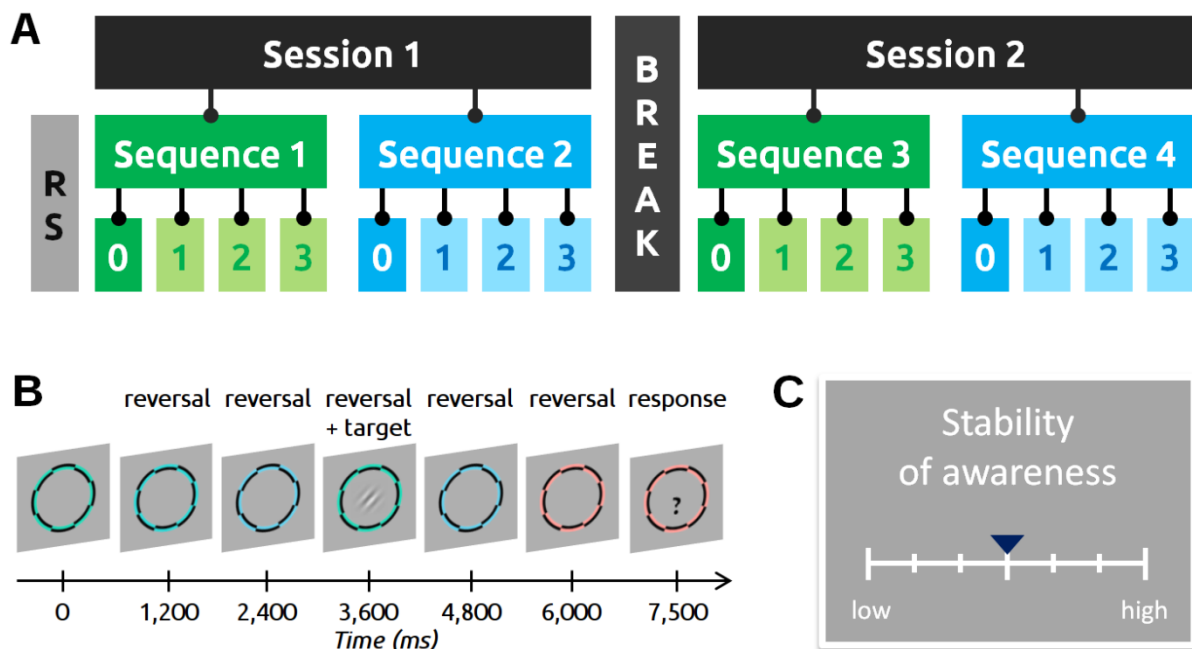 A
Session 1
BREAK
Session 2
RS
Sequence 1
Sequence 2
Sequence 3
Sequence 4
0 1 2 3
0 1 2 3
0 1 2 3
0 1 2 3
B
reversal reversal reversal reversal reversal response
+ target
?
0 1,200 2,400 3,600 4,800 6,000 7,500
Time (ms)
C
Stability
of awareness
low high